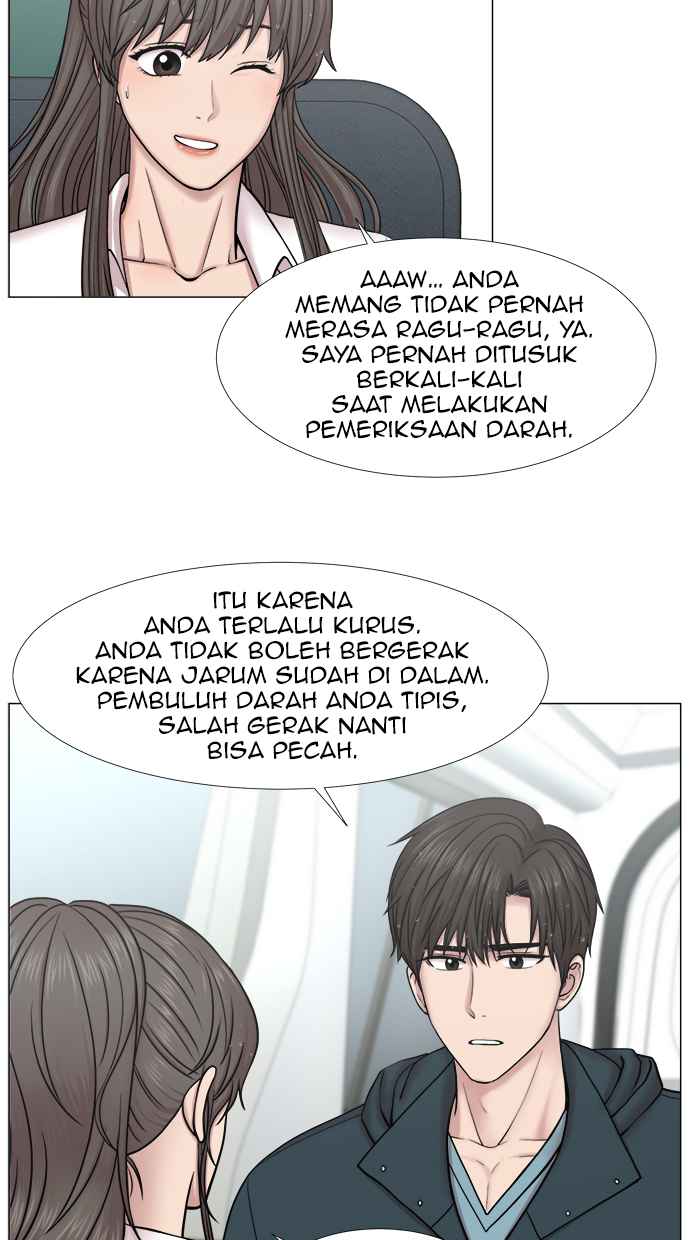 AAAW... ANDA
MEMANG TIDAK PERNAH
MERASA RAGU-RAGU, YA.
SAYA PERNAH DITUSUK
BERKALI-KALI
SAAT MELAKUKAN
PEMERIKSAAN DARAH.
ITU KARENA
ANDA TERLALU KURUS.
ANDA TIDAK BOLEH BERGERAK
KARENA JARUM SUDAH DI DALAM.
PEMBULUH DARAH ANDA TIPIS,
SALAH GERAK NANTI
BISA PECAH.